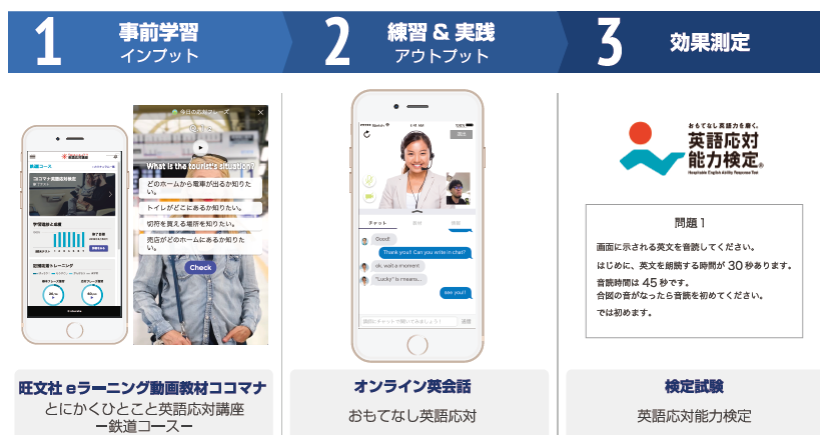 1
事前学習
インプット
2
練習 & 実践
アウトプット
3
効果測定
今日のお助けフレーズ
What is the tourist's situation?
どのホームから電車が出るか知りたい。
トイレがどこにあるか知りたい。
切符を買える場所を知りたい。
売店がどのホームにあるか知りたい。
Check
チャット
Good!
Thank you!! Can you write in chat?
ok, wait a moment
"Lucky" is means...
see you!!
おもてなし英語力を磨く。
英語応対
能力検定®
Hospitable English Ability Response Test
問題1
画面に示される英文を音読してください。
はじめに、英文を朗読する時間が 30 秒あります。
音読時間は 45 秒です。
合図の音がなったら音読を初めてください。
では初めます。
旺文社 eラーニング動画教材ココマナ
とにかくひとこと英語応対講座
ー鉄道コースー
オンライン英会話
おもてなし英語応対
検定試験
英語応対能力検定